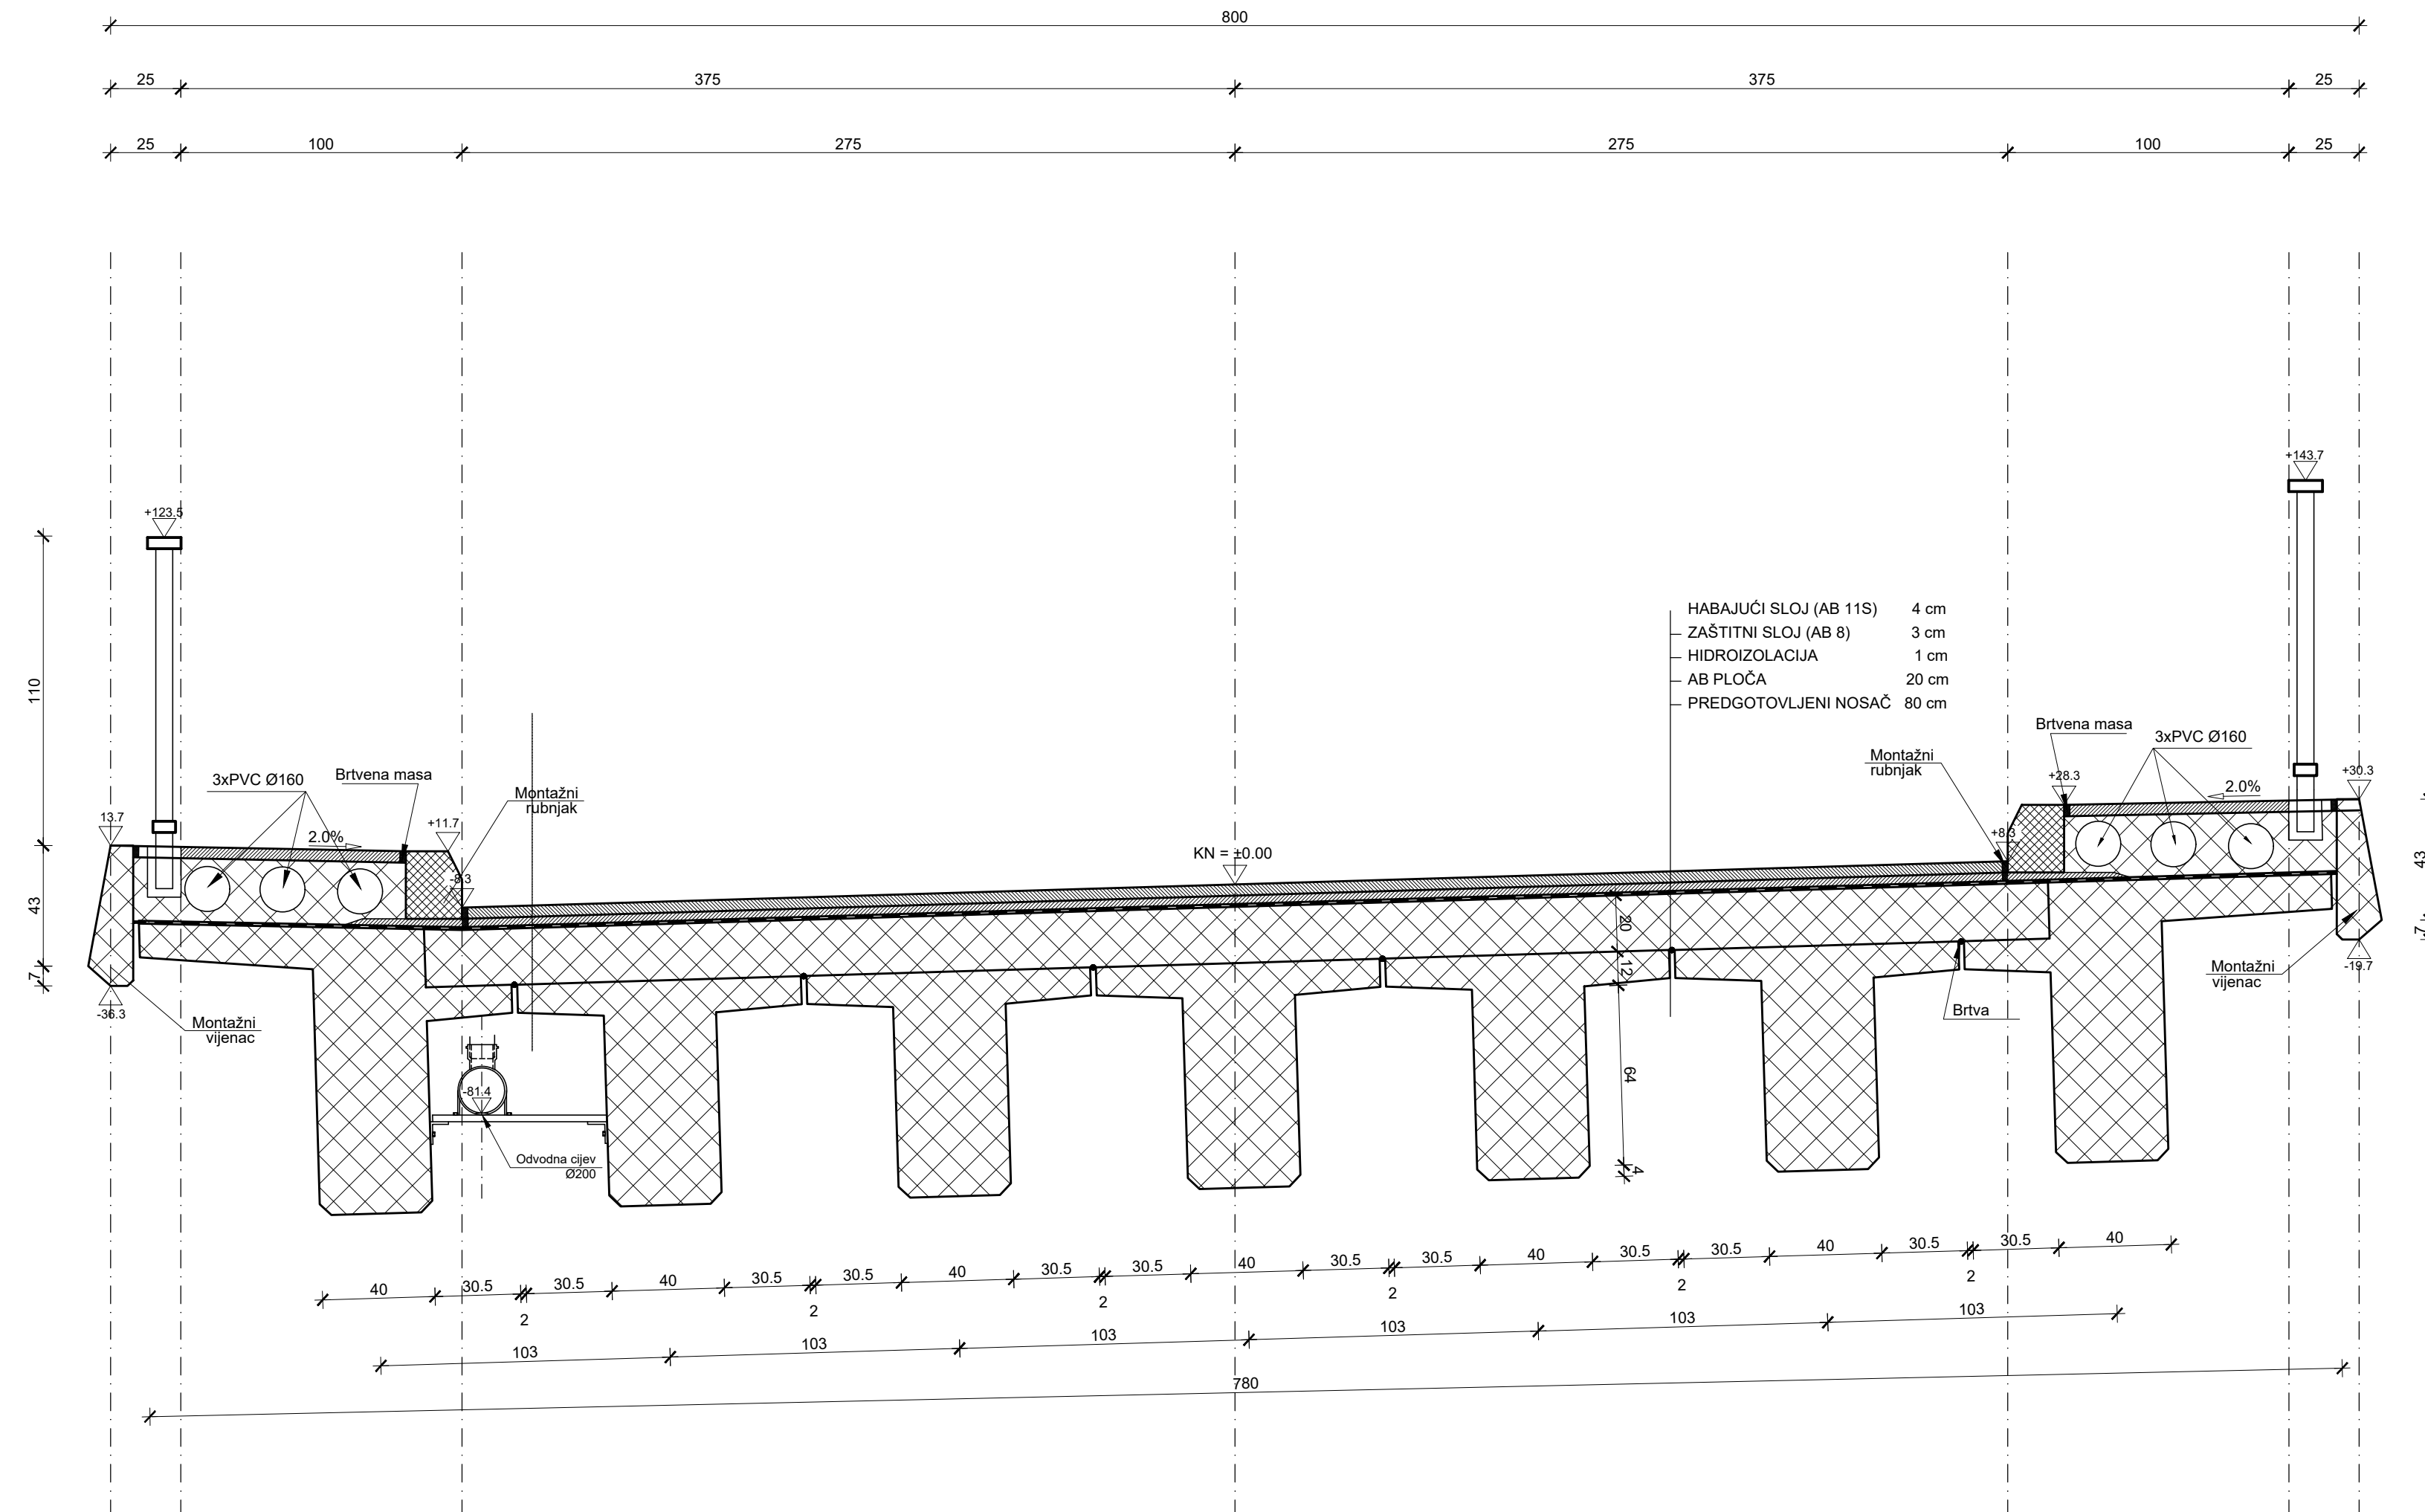 800
25 375 375 25
25 100 275 275 100 25
+143.7
+123.5
HABAJUĆI SLOJ (AB 11S) 4 cm
ZAŠTITNI SLOJ (AB 8) 3 cm
HIDROIZOLACIJA 1 cm
AB PLOČA 20 cm
PREDGOTOVLJENI NOSAČ 80 cm
110
Brtvena masa
3xPVC Ø160
Montažni
rubnjak
+28.3
2.0%
+30.3
3xPVC Ø160
Brtvena masa
Montažni
rubnjak
13.7
2.0%
+11.7
-8.3
KN = ±0.00
+8.3
43
7
43
7
20
12
64
4
-36.3
Montažni
vijenac
-81.4
Odvodna cijev
Ø200
Brtva
Montažni
vijenac
-19.7
40 30.5 30.5 40 30.5 30.5 40 30.5 30.5 40 30.5 30.5 40 30.5 30.5 40 30.5 30.5 40
2 2 2 2 2 2
103 103 103 103 103 103
780